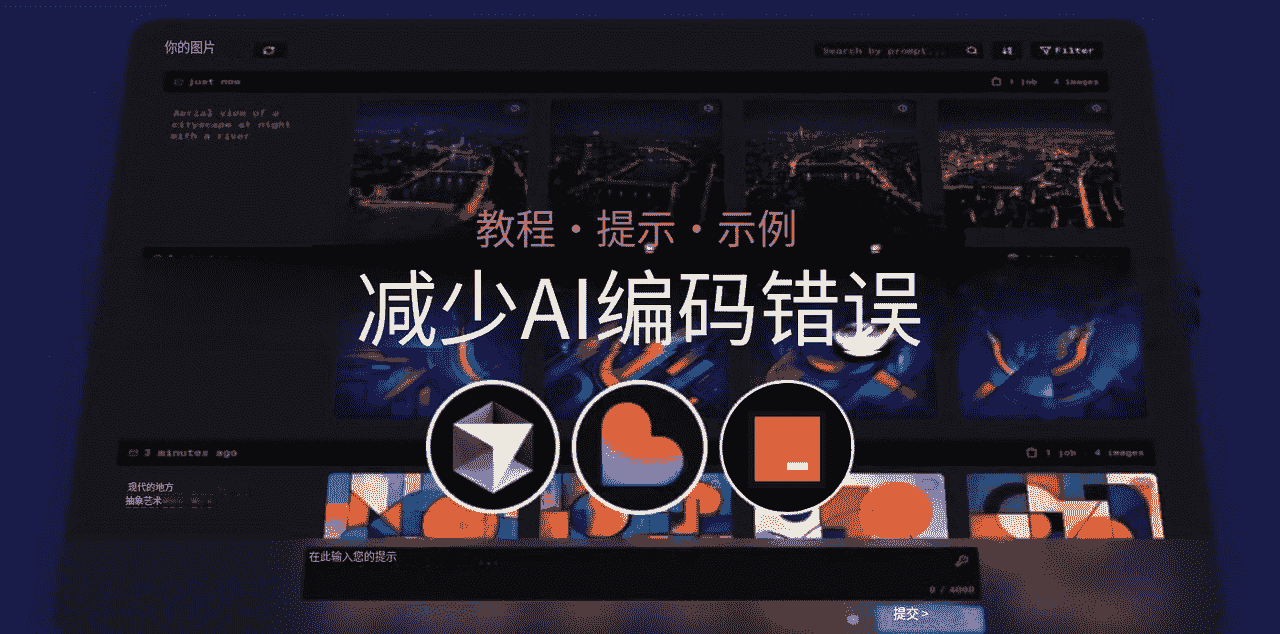 你的图片
Search by prompt...
Filter
just now
1 job 4 images
Aerial view of a
cityscape at night
with a river
教程·提示·示例
减少AI编码错误
3 minutes ago
1 job 4 images
现代的地方
抽象艺术
在此输入您的提示
0 / 4000
提交>